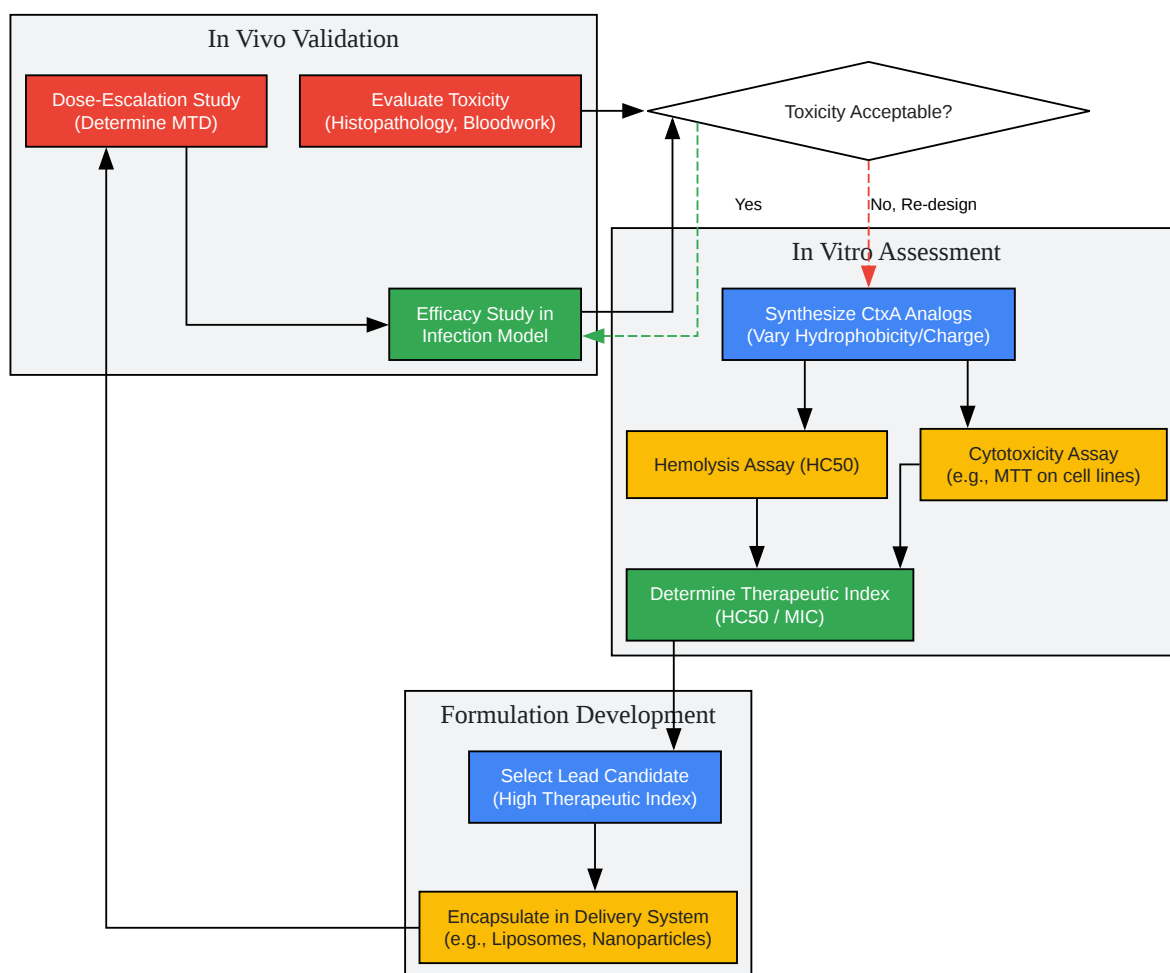 In Vivo Validation
Dose-Escalation Study
(Determine MTD)
Evaluate Toxicity
(Histopathology, Bloodwork)
Toxicity Acceptable?
Yes
No, Re-design
Efficacy Study in
Infection Model
In Vitro Assessment
Synthesize CtxA Analogs
(Vary Hydrophobicity/Charge)
Hemolysis Assay (HC50)
Cytotoxicity Assay
(e.g., MTT on cell lines)
Determine Therapeutic Index
(HC50 / MIC)
Formulation Development
Select Lead Candidate
(High Therapeutic Index)
Encapsulate in Delivery System
(e.g., Liposomes, Nanoparticles)